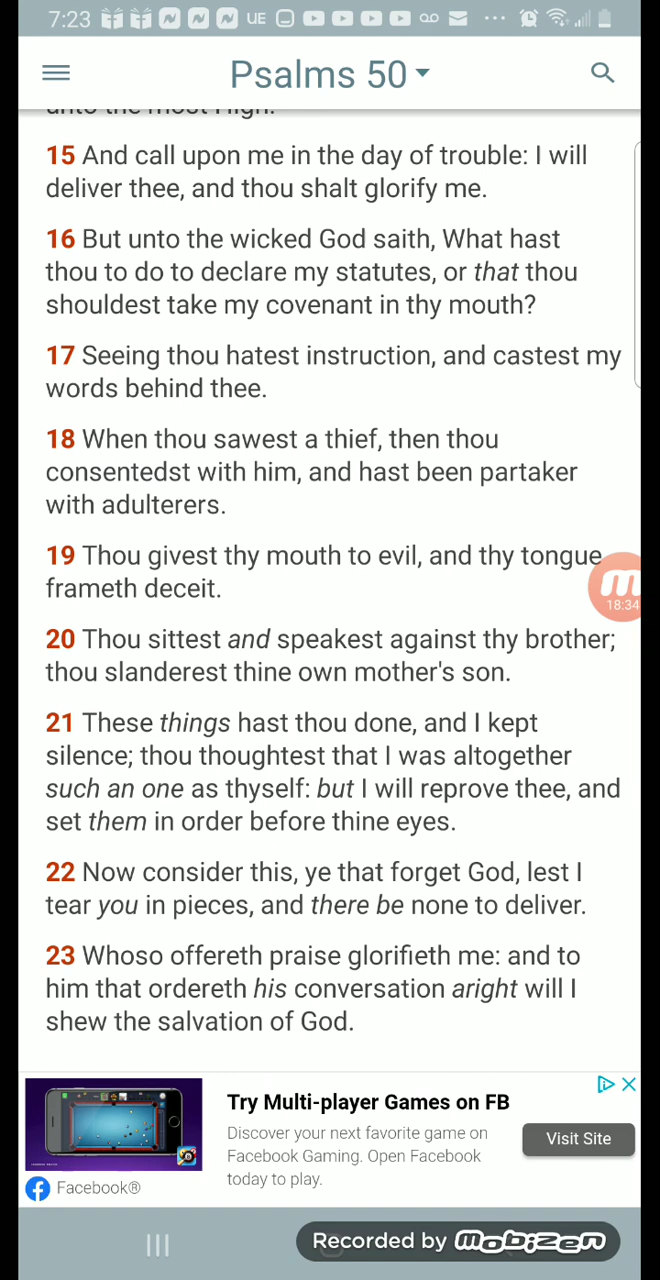 7:23 UE
Psalms 50
unto the most High.
15 And call upon me in the day of trouble: I will
deliver thee, and thou shalt glorify me.
16 But unto the wicked God saith, What hast
thou to do to declare my statutes, or that thou
shouldest take my covenant in thy mouth?
17 Seeing thou hatest instruction, and castest my
words behind thee.
18 When thou sawest a thief, then thou
consentedst with him, and hast been partaker
with adulterers.
19 Thou givest thy mouth to evil, and thy tongue
frameth deceit.
18:34
20 Thou sittest and speakest against thy brother;
thou slanderest thine own mother's son.
21 These things hast thou done, and I kept
silence; thou thoughtest that I was altogether
such an one as thyself: but I will reprove thee, and
set them in order before thine eyes.
22 Now consider this, ye that forget God, lest I
tear you in pieces, and there be none to deliver.
23 Whoso offereth praise glorifieth me: and to
him that ordereth his conversation aright will I
shew the salvation of God.
Try Multi-player Games on FB
Discover your next favorite game on
Facebook Gaming. Open Facebook
today to play.
Visit Site
Facebook®
Recorded by mobizen